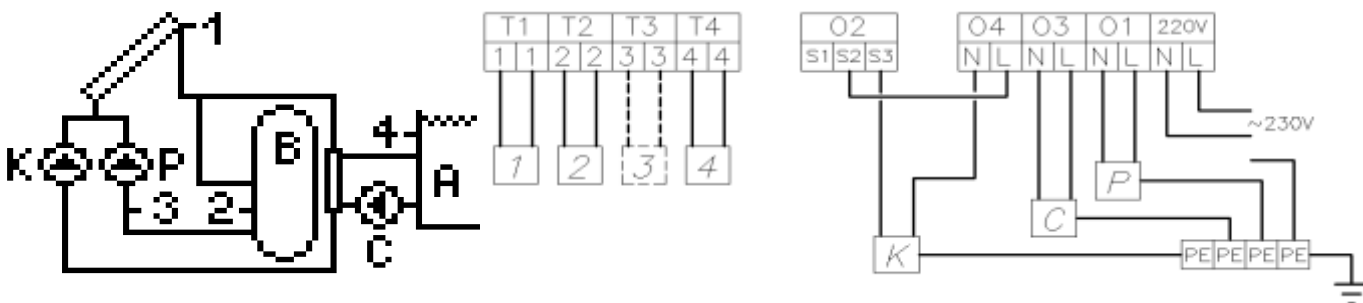 1
4
K P B A
3 2
C
T1 T2 T3 T4
1 1 2 2 3 3 4 4
1 2 3 4
O2 O4 O3 O1 220V
S1 S2 S3 N L N L N L N L
~230V
P
C
K
PE PE PE PE